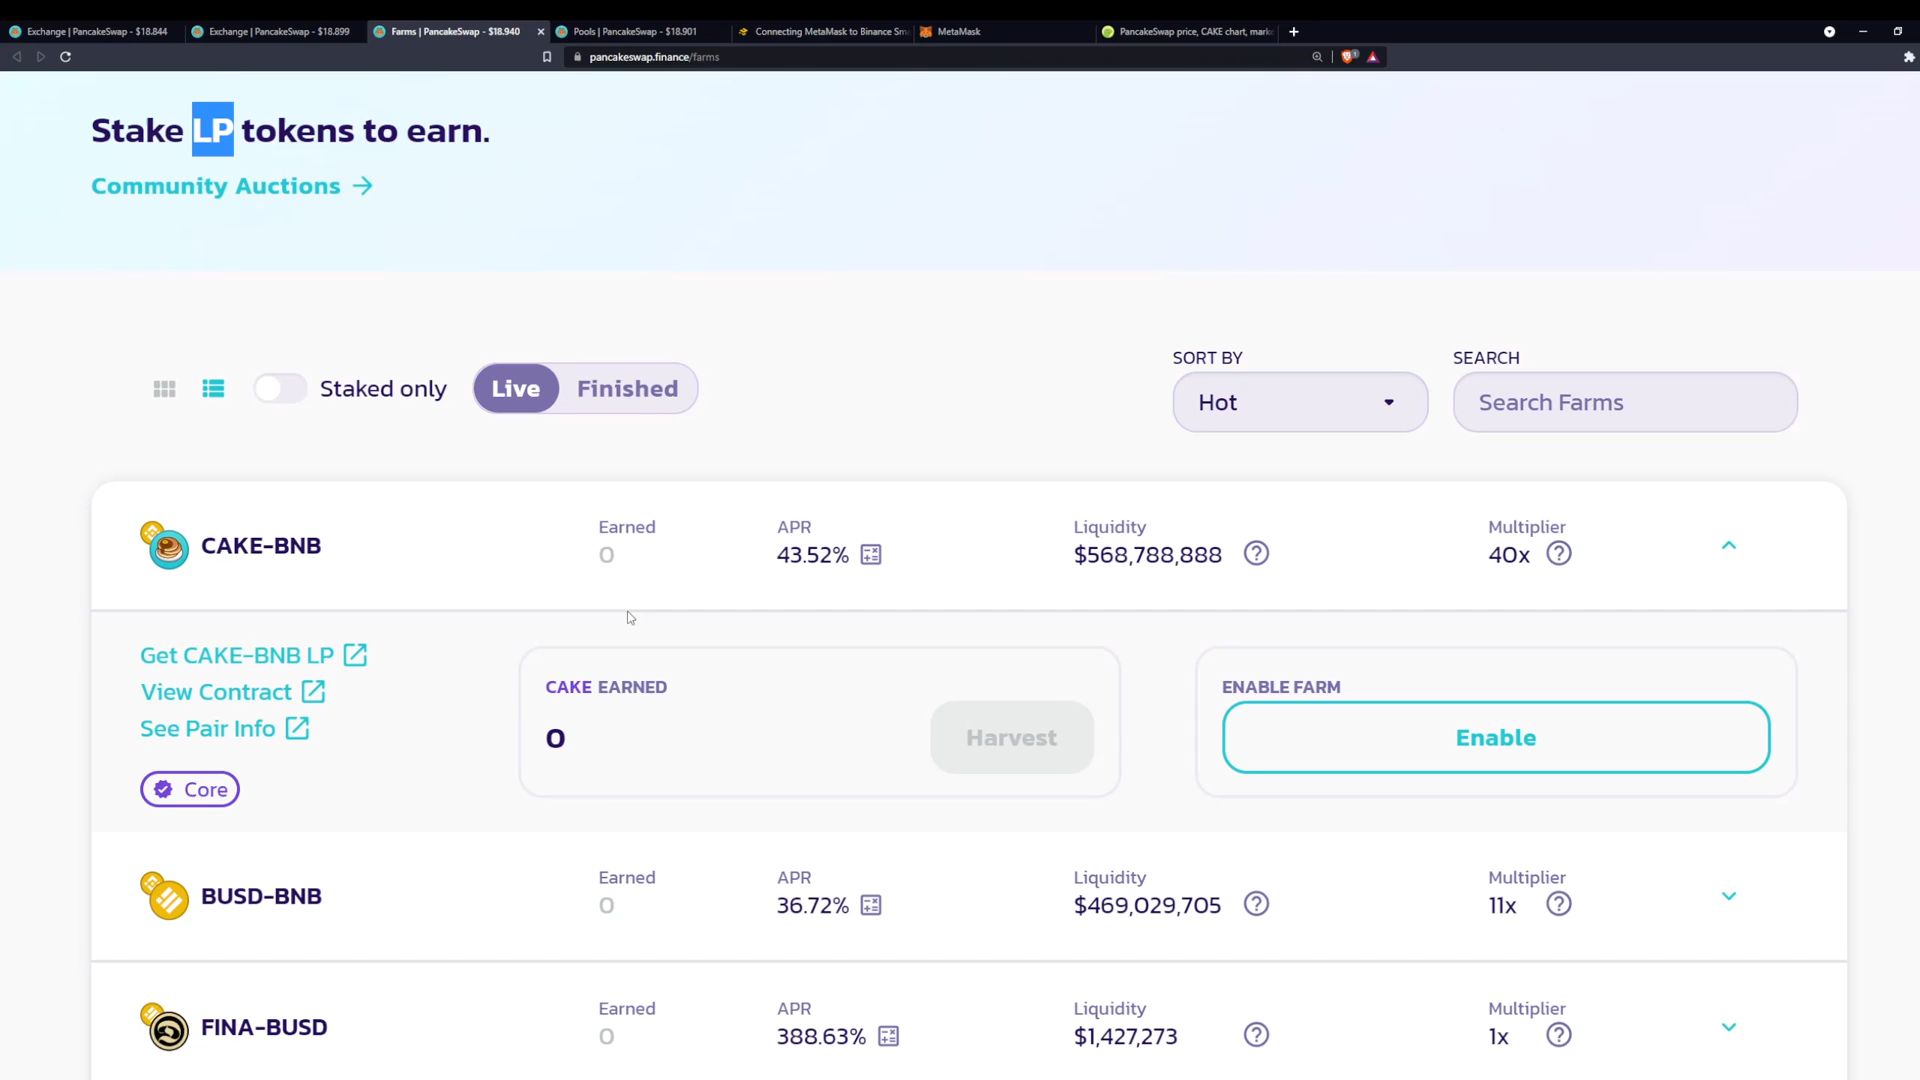 Exchange | PancakeSwap - $18.844
Exchange | PancakeSwap - $18.899
Farms | PancakeSwap - $18.940
Pools | PancakeSwap - $18.901
Connecting MetaMask to Binance Sm
MetaMask
PancakeSwap price, CAKE chart, mark
pancakeswap.finance/farms
Stake LP tokens to earn.
Community Auctions
Staked only
Live
Finished
SORT BY
Hot
SEARCH
Search Farms
CAKE-BNB
Earned
0
APR
43.52%
Liquidity
$568,788,888
Multiplier
40x
Get CAKE-BNB LP
View Contract
See Pair Info
Core
CAKE EARNED
0
Harvest
ENABLE FARM
Enable
BUSD-BNB
Earned
0
APR
36.72%
Liquidity
$469,029,705
Multiplier
11x
FINA-BUSD
Earned
0
APR
388.63%
Liquidity
$1,427,273
Multiplier
1x